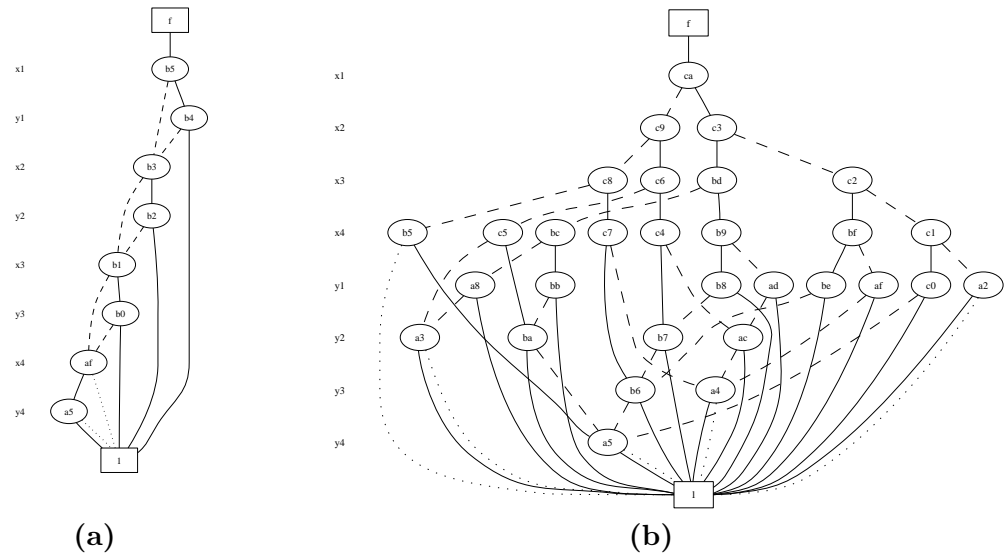 f
x1 b5
y1 b4
x2 b3
y2 b2
x3 b1
y3 b0
x4 af
y4 a5
1
(a)
f
x1 ca
x2 c9 c3
x3 c8 c6 bd c2
x4 b5 c5 bc c7 c4 b9 bf c1
y1 a8 bb b8 ad be af c0 a2
y2 a3 ba b7 ac
y3 b6 a4
y4 a5
1
(b)